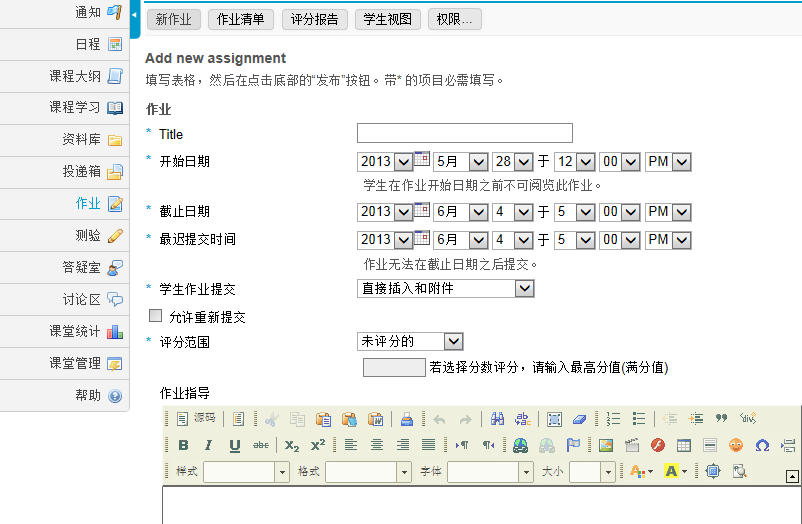 通知
日程
课程大纲
课程学习
资料库
投递箱
作业
测验
答疑室
讨论区
课堂统计
课堂管理
帮助
新作业 作业清单 评分报告 学生视图 权限...
Add new assignment
填写表格，然后在点击底部的“发布”按钮。带* 的项目必需填写。
作业
* Title
* 开始日期 2013 5月 28 于 12 00 PM
学生在作业开始日期之前不可阅览此作业。
* 截止日期 2013 6月 4 于 5 00 PM
* 最迟提交时间 2013 6月 4 于 5 00 PM
作业无法在截止日期之后提交。
* 学生作业提交 直接插入和附件
允许重新提交
* 评分范围 未评分的
若选择分数评分，请输入最高分值(满分值)
作业指导
源码
B I U abc X₂ X²
样式 格式 字体 大小